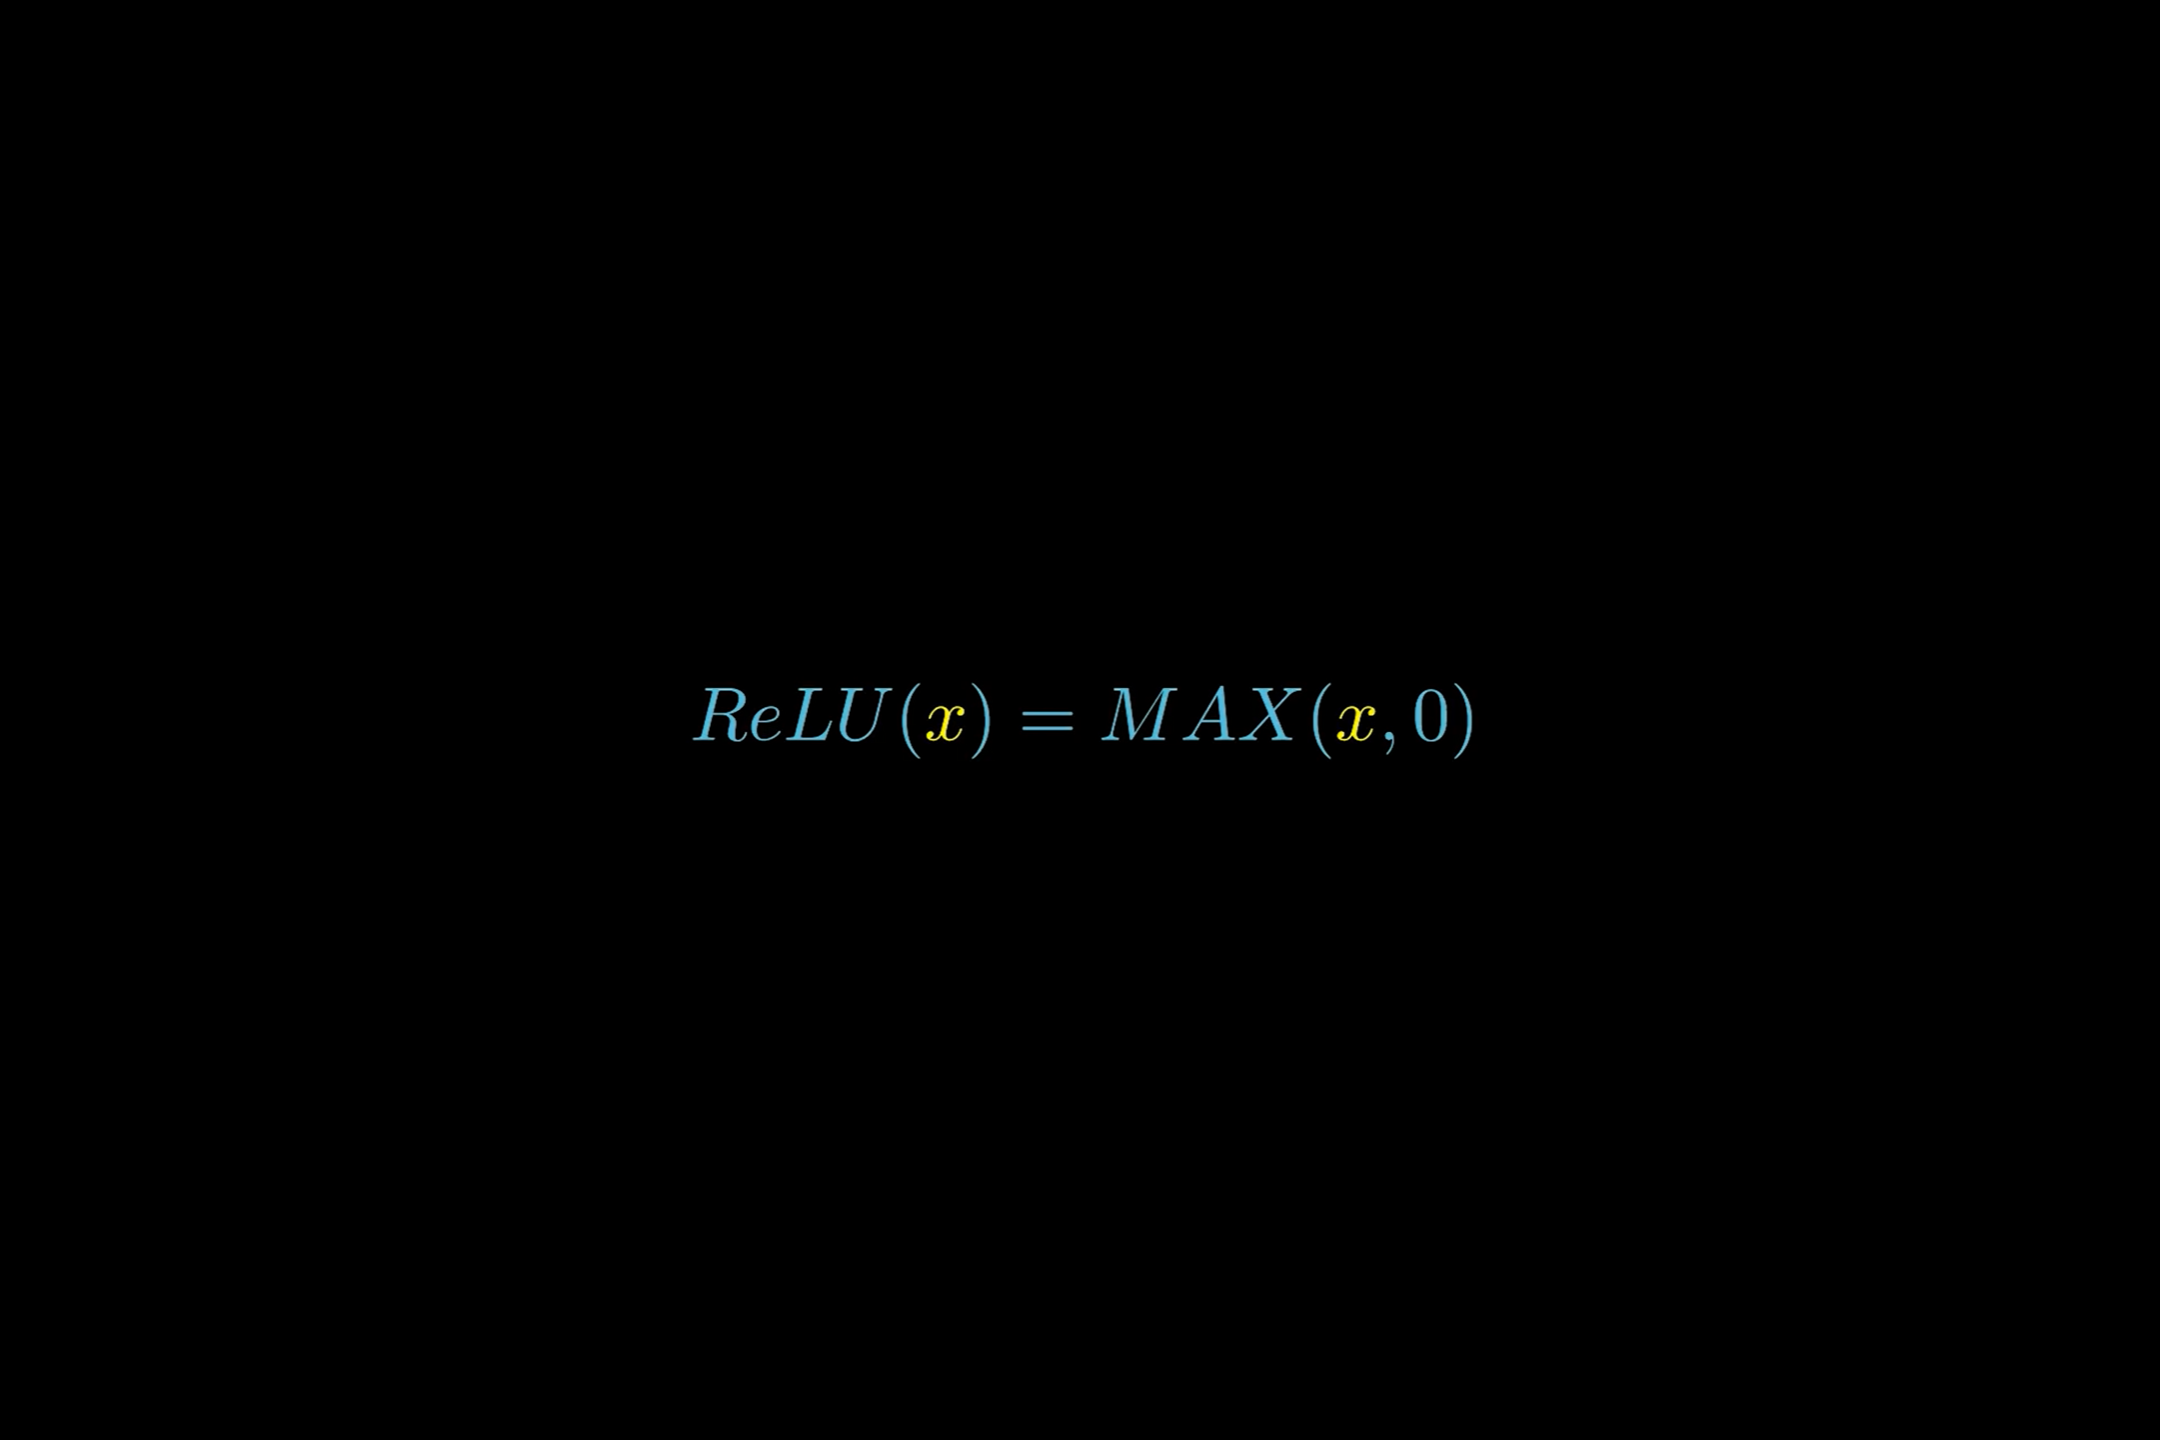 ReLU(x) = MAX(x, 0)